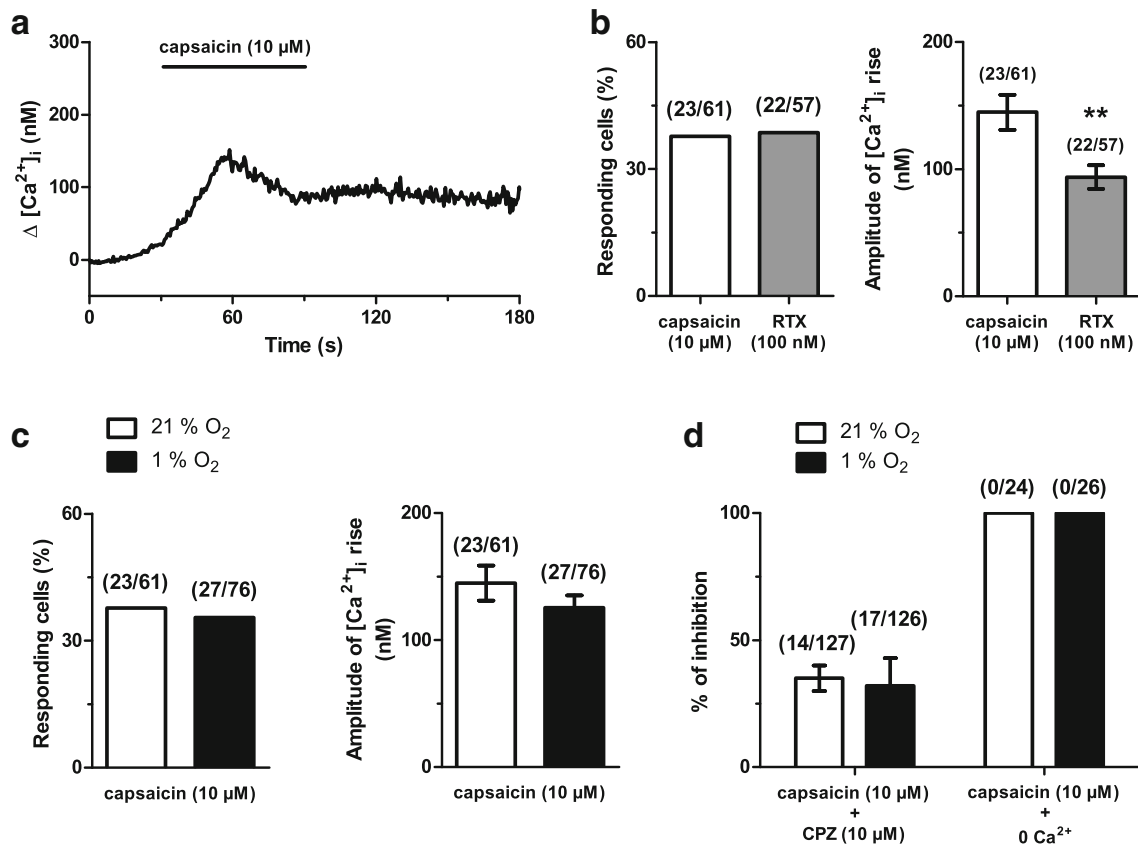 a
300
200
100
0
Δ [Ca²⁺]ᵢ (nM)
capsaicin (10 µM)
0
60
120
180
Time (s)
b
60
30
0
Responding cells (%)
(23/61)
(22/57)
capsaicin
(10 µM)
RTX
(100 nM)
200
100
0
Amplitude of [Ca²⁺]ᵢ rise
(nM)
(23/61)
**
(22/57)
capsaicin
(10 µM)
RTX
(100 nM)
c
21 % O₂
1 % O₂
60
30
0
Responding cells (%)
(23/61)
(27/76)
capsaicin (10 µM)
200
100
0
Amplitude of [Ca²⁺]ᵢ rise
(nM)
(23/61)
(27/76)
capsaicin (10 µM)
d
21 % O₂
1 % O₂
100
50
0
% of inhibition
(14/127)
(17/126)
(0/24)
(0/26)
capsaicin (10 µM)
+
CPZ (10 µM)
capsaicin (10 µM)
+
0 Ca²⁺